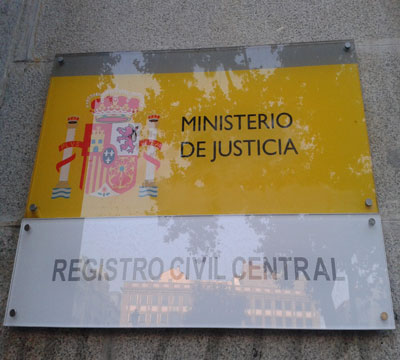 MINISTERIO
DE JUSTICIA
REGISTRO CIVIL CENTRAL